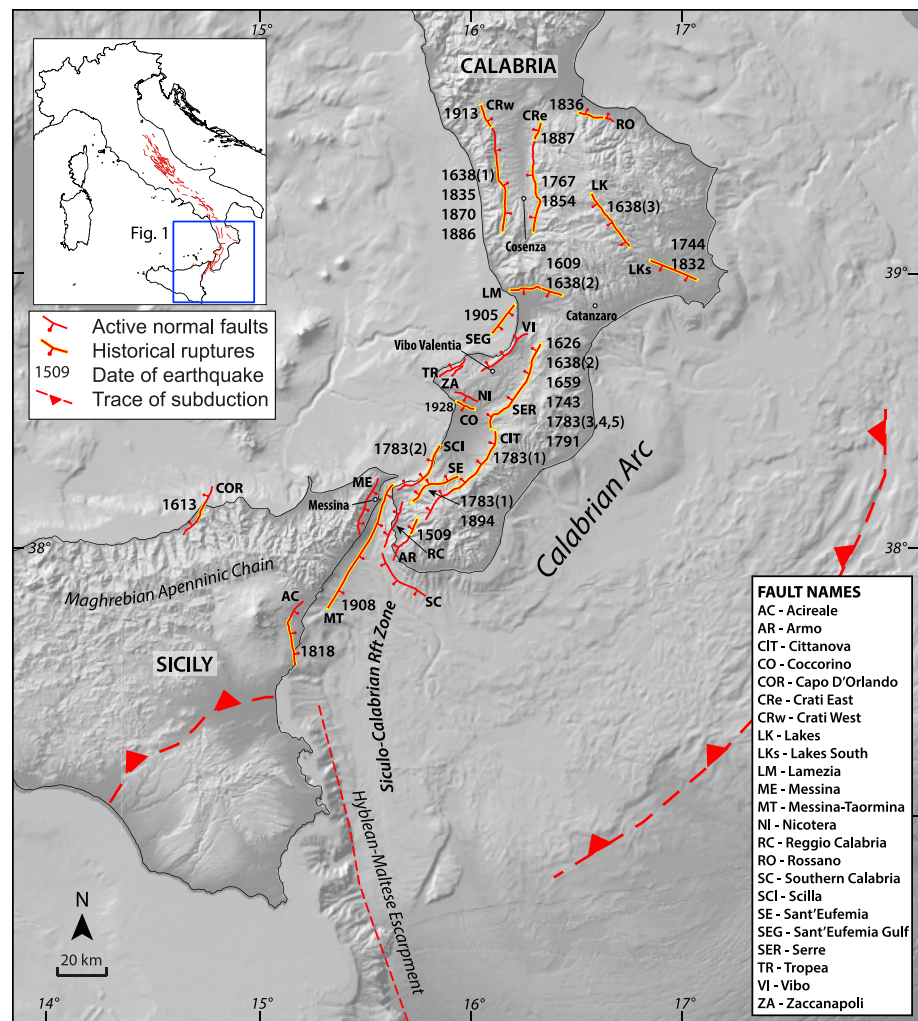 15°
16°
17°
CALABRIA
Fig. 1
Active normal faults
Historical ruptures
1509 Date of earthquake
Trace of subduction
1913
CRw
CRe
1887
1836
RO
1638(1)
1835
1870
1886
1767
1854
Cosenza
LK
1638(3)
1744
1832
LKs
39°
1609
1638(2)
LM
Catanzaro
1905
SEG
VI
Vibo Valentia
TR
ZA
NI
1928
CO
SER
1626
1638(2)
1659
1743
1783(3,4,5)
1791
CIT
1783(1)
SCI
1783(2)
SE
1783(1)
1894
ME
Messina
COR
1613
1509
RC
AR
SC
38°
38°
Calabrian Arc
Maghrebian Apenninic Chain
AC
1908
MT
1818
SICILY
Siculo-Calabrian Rft Zone
Hyblean-Maltese Escarpment
N
20 km
14°
15°
16°
17°
FAULT NAMES
AC - Acireale
AR - Armo
CIT - Cittanova
CO - Coccorino
COR - Capo D'Orlando
CRe - Crati East
CRw - Crati West
LK - Lakes
LKs - Lakes South
LM - Lamezia
ME - Messina
MT - Messina-Taormina
NI - Nicotera
RC - Reggio Calabria
RO - Rossano
SC - Southern Calabria
SCI - Scilla
SE - Sant'Eufemia
SEG - Sant'Eufemia Gulf
SER - Serre
TR - Tropea
VI - Vibo
ZA - Zaccanapoli